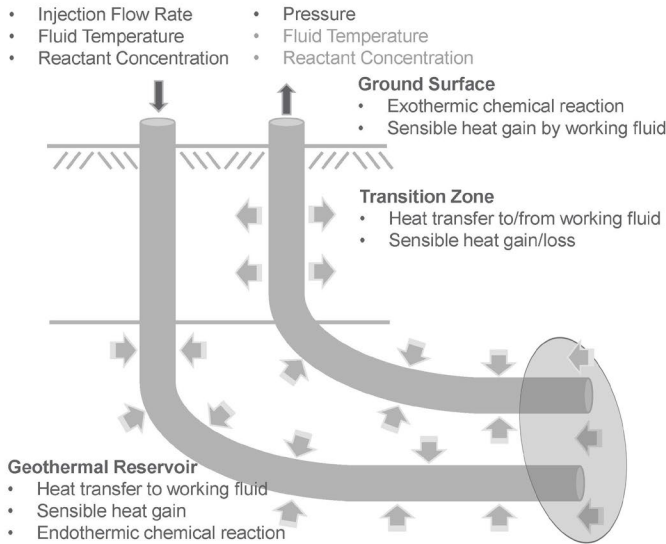 • Injection Flow Rate
• Fluid Temperature
• Reactant Concentration
• Pressure
• Fluid Temperature
• Reactant Concentration
Ground Surface
• Exothermic chemical reaction
• Sensible heat gain by working fluid
Transition Zone
• Heat transfer to/from working fluid
• Sensible heat gain/loss
Geothermal Reservoir
• Heat transfer to working fluid
• Sensible heat gain
• Endothermic chemical reaction